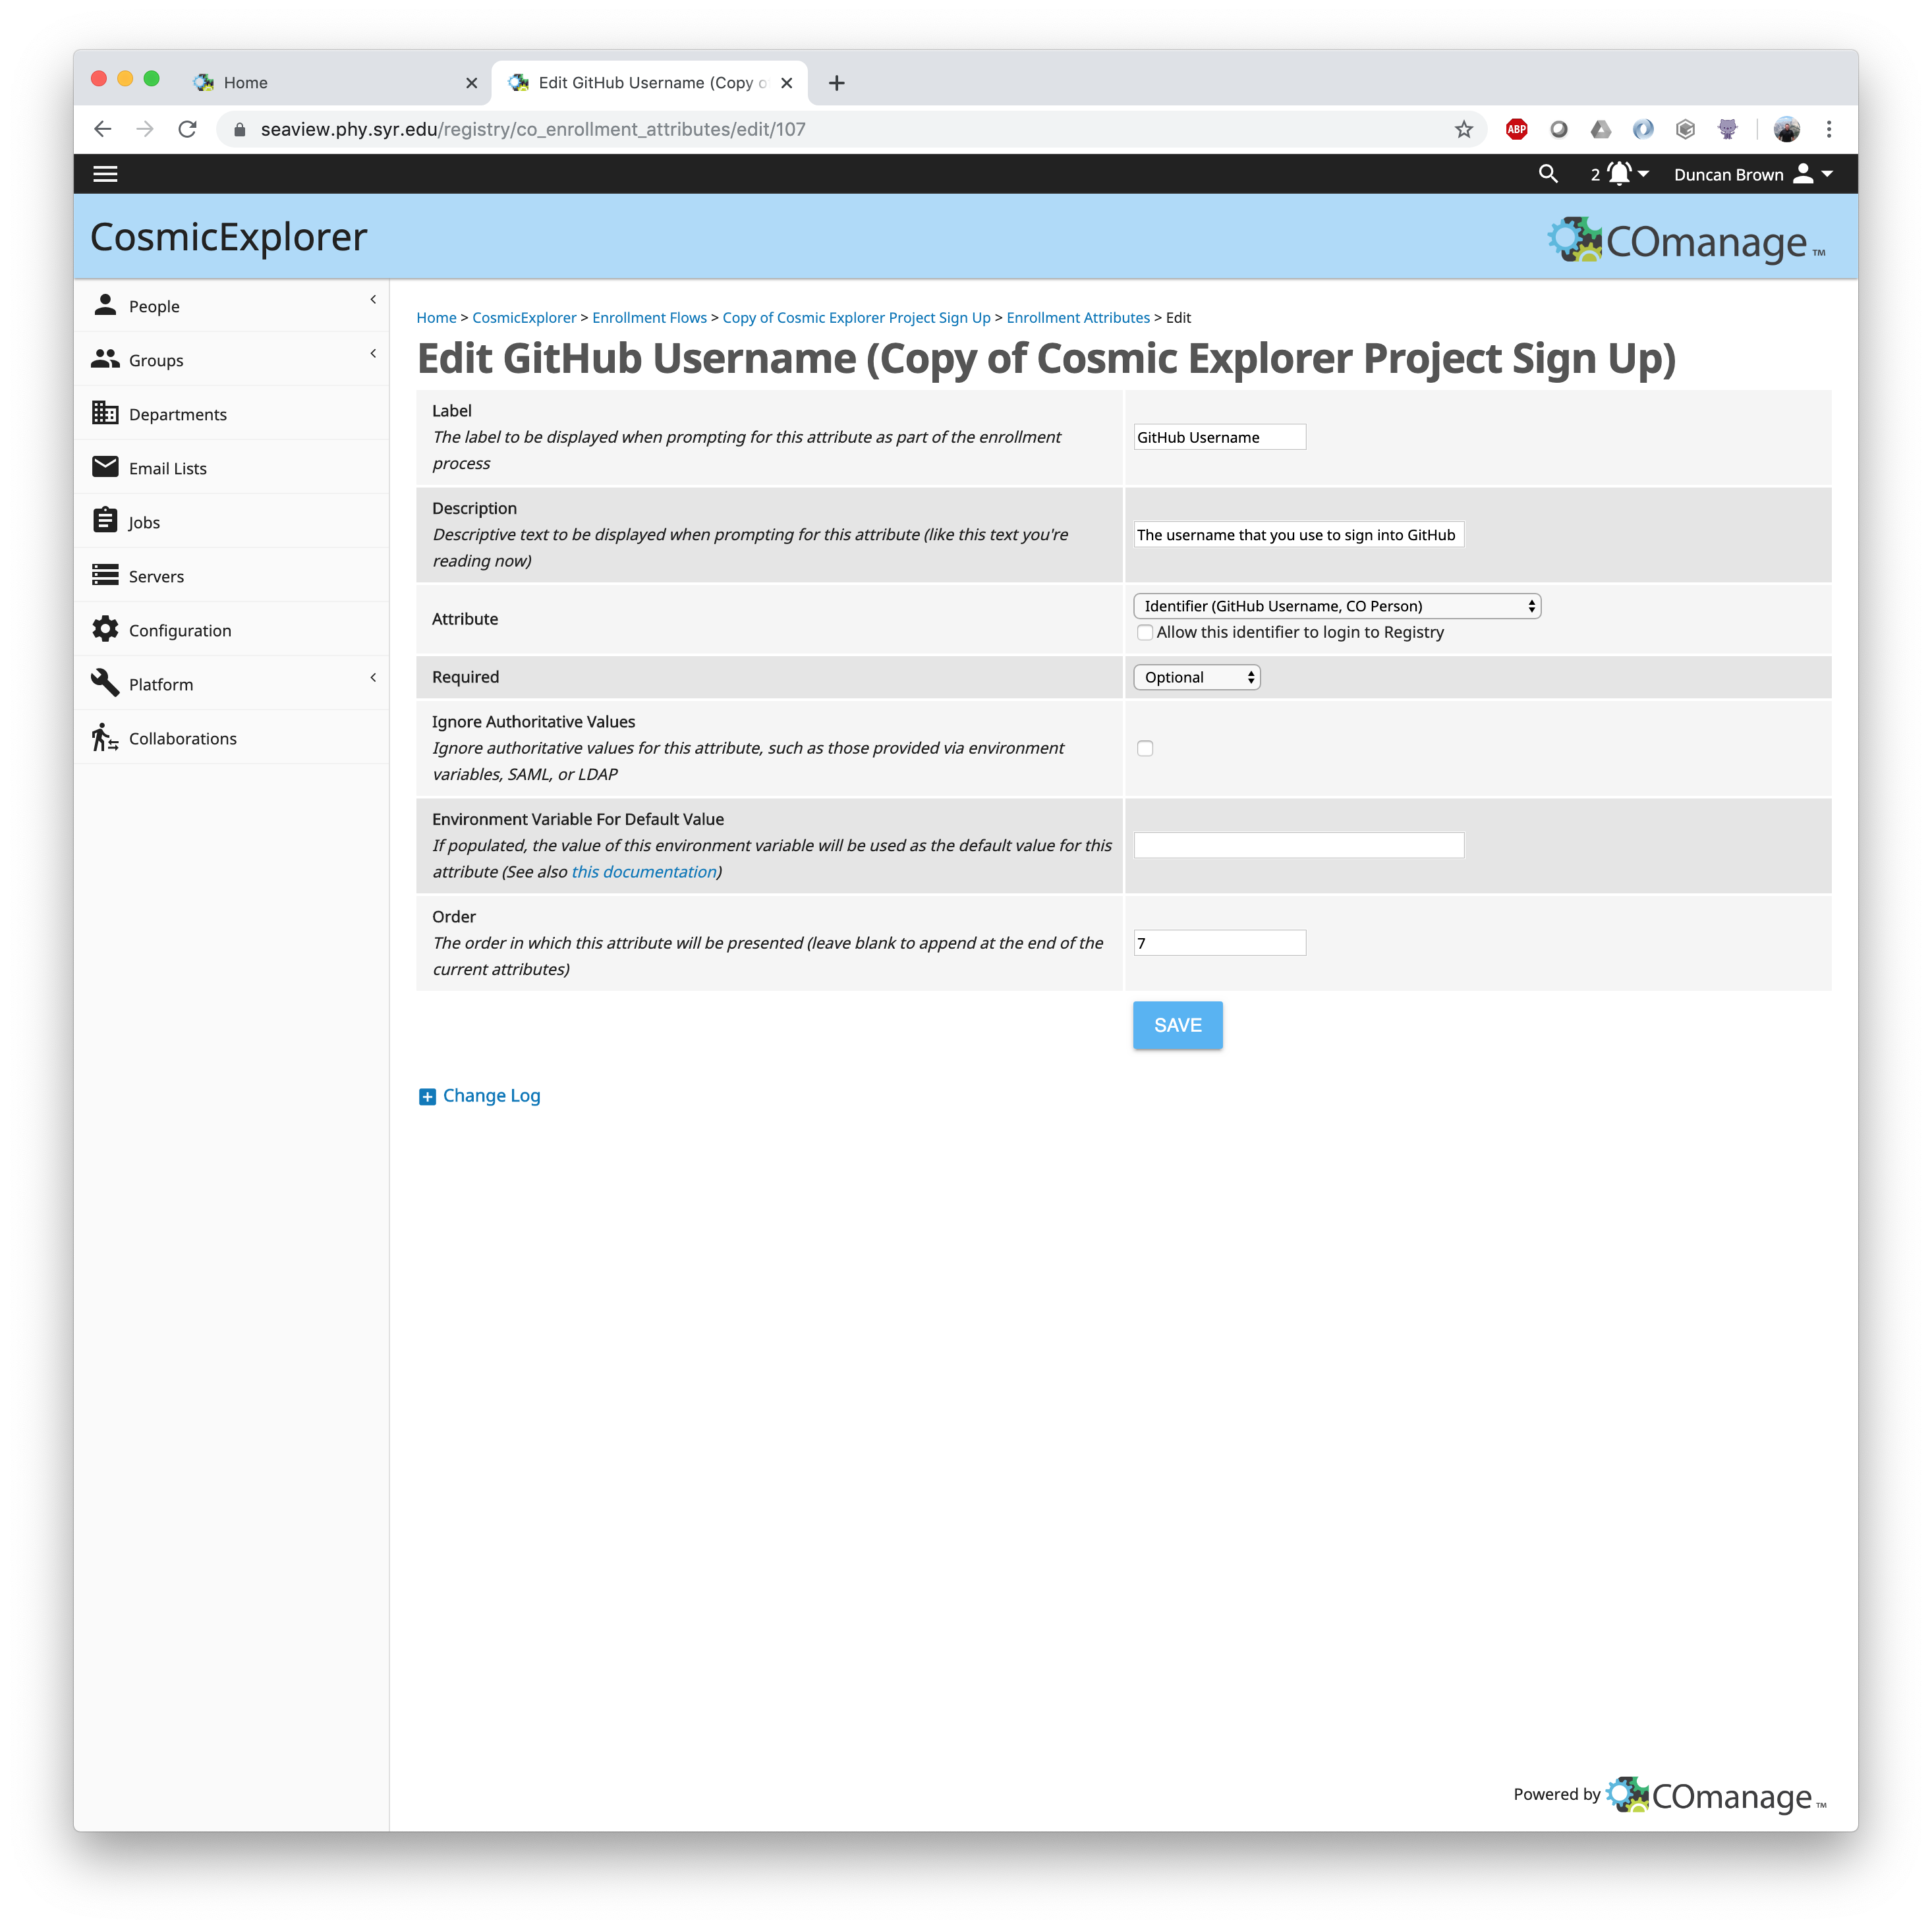 Home
Edit GitHub Username (Copy o
seaview.phy.syr.edu/registry/co_enrollment_attributes/edit/107
ABP
2
Duncan Brown
CosmicExplorer
COmanage ™
People
Groups
Departments
Email Lists
Jobs
Servers
Configuration
Platform
Collaborations
Home > CosmicExplorer > Enrollment Flows > Copy of Cosmic Explorer Project Sign Up > Enrollment Attributes > Edit
Edit GitHub Username (Copy of Cosmic Explorer Project Sign Up)
Label
The label to be displayed when prompting for this attribute as part of the enrollment
process
GitHub Username
Description
Descriptive text to be displayed when prompting for this attribute (like this text you're
reading now)
The username that you use to sign into GitHub
Attribute
Identifier (GitHub Username, CO Person)
Allow this identifier to login to Registry
Required
Optional
Ignore Authoritative Values
Ignore authoritative values for this attribute, such as those provided via environment
variables, SAML, or LDAP
Environment Variable For Default Value
If populated, the value of this environment variable will be used as the default value for this
attribute (See also this documentation)
Order
The order in which this attribute will be presented (leave blank to append at the end of the
current attributes)
7
SAVE
Change Log
Powered by COmanage ™